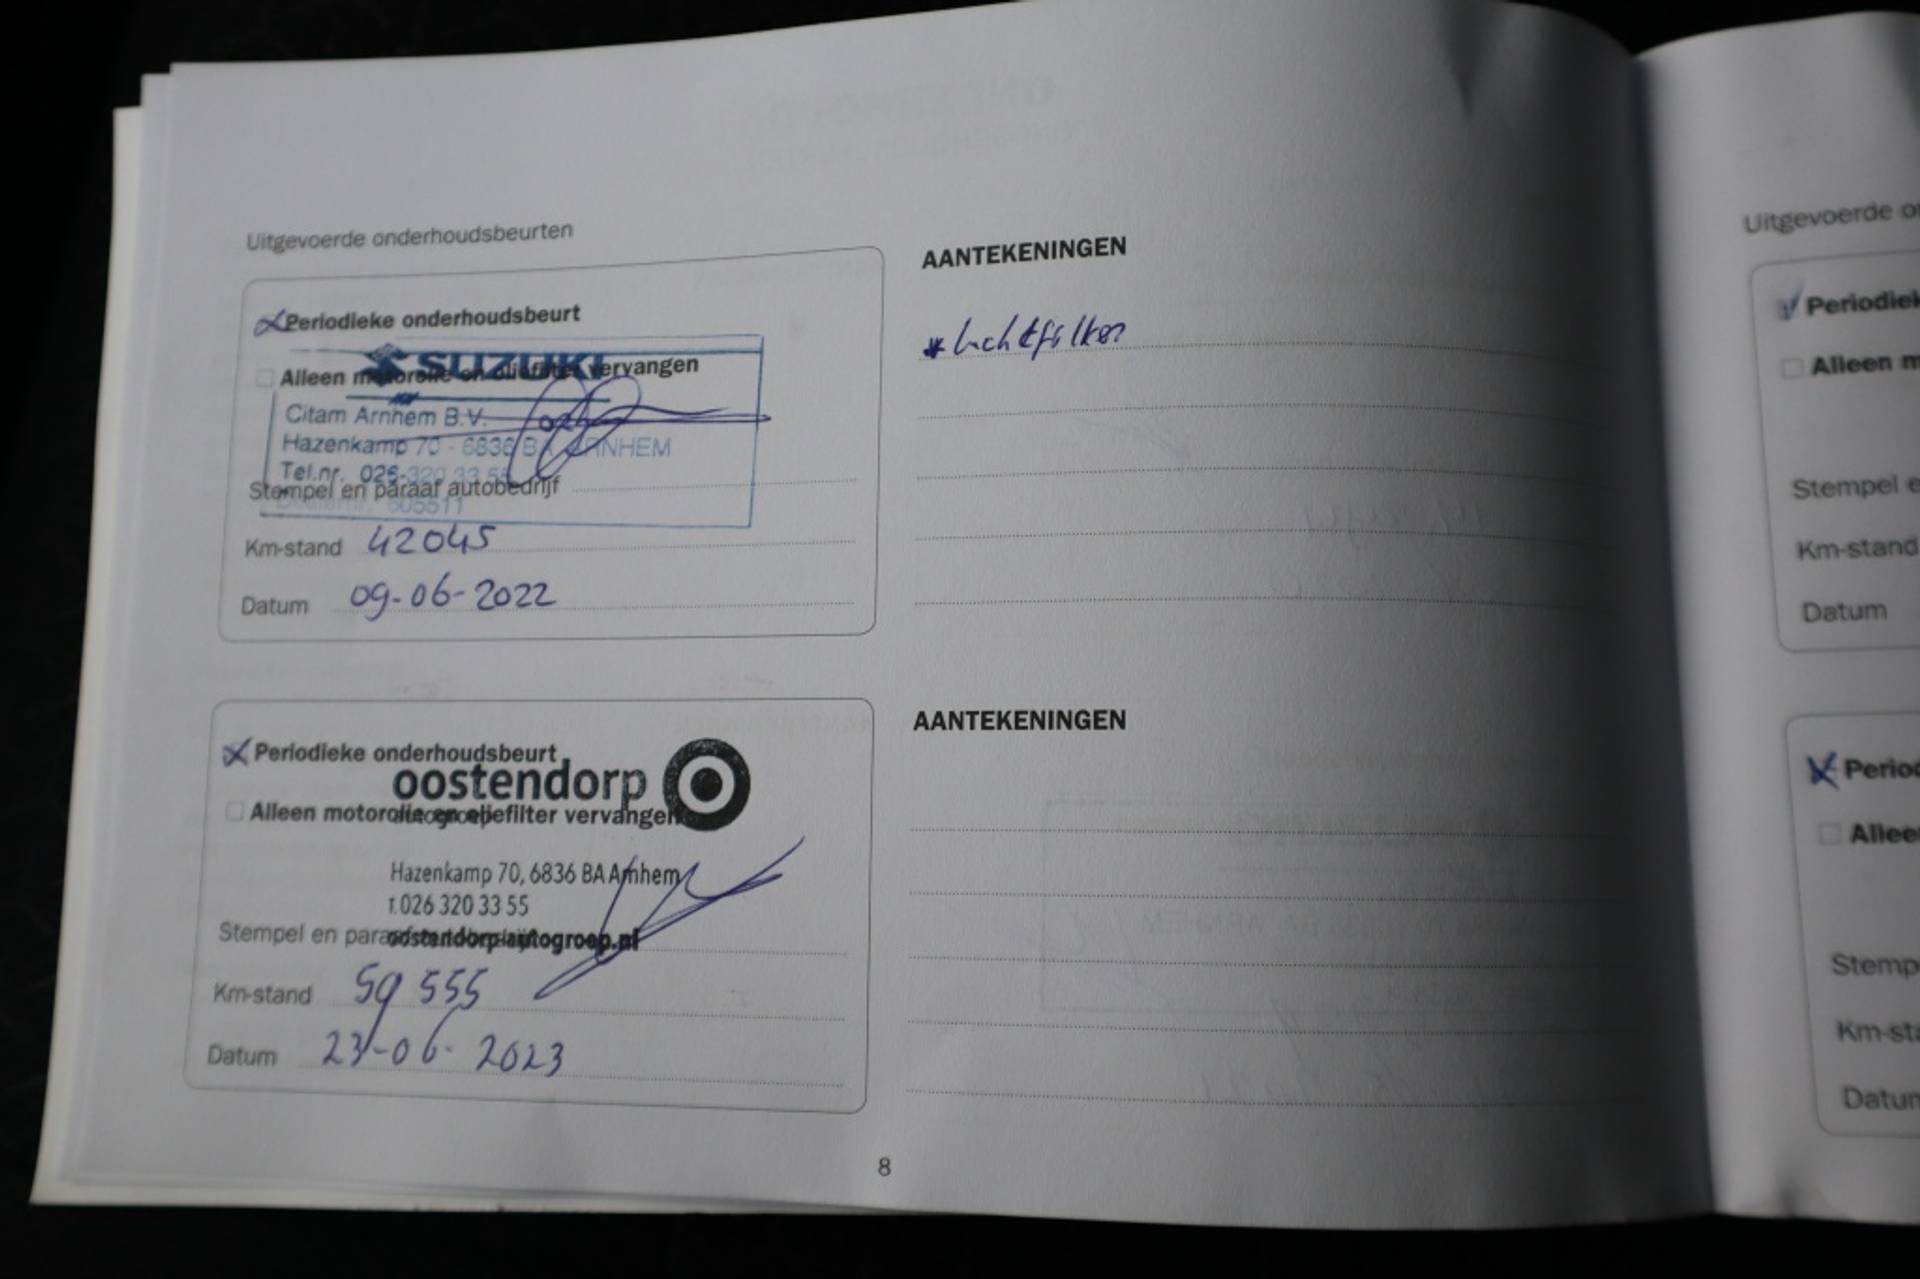 Uitgevoerde onderhoudsbeurten
Periodieke onderhoudsbeurt
SUZUKI
Alleen motorolie en oliefilter vervangen
Citam Arnhem B.V.
Hazenkamp 70 - 6836 BA ARNHEM
Tel.nr. 026-320 33 55
Stempel en paraaf autobedrijf
605511
Km-stand 42045
Datum 09-06-2022
AANTEKENINGEN
* luchtfilter
Periodieke onderhoudsbeurt
oostendorp
Alleen motorolie en oliefilter vervangen
autogroep
Hazenkamp 70, 6836 BA Arnhem
t. 026 320 33 55
Stempel en paraaf autobedrijf
oostendorp-autogroep.nl
Km-stand 59 555
Datum 23-06-2023
AANTEKENINGEN
8
Uitgevoerde o
Periodiek
Alleen m
Stempel e
Km-stand
Datum
Period
Allee
Stemp
Km-sta
Datum